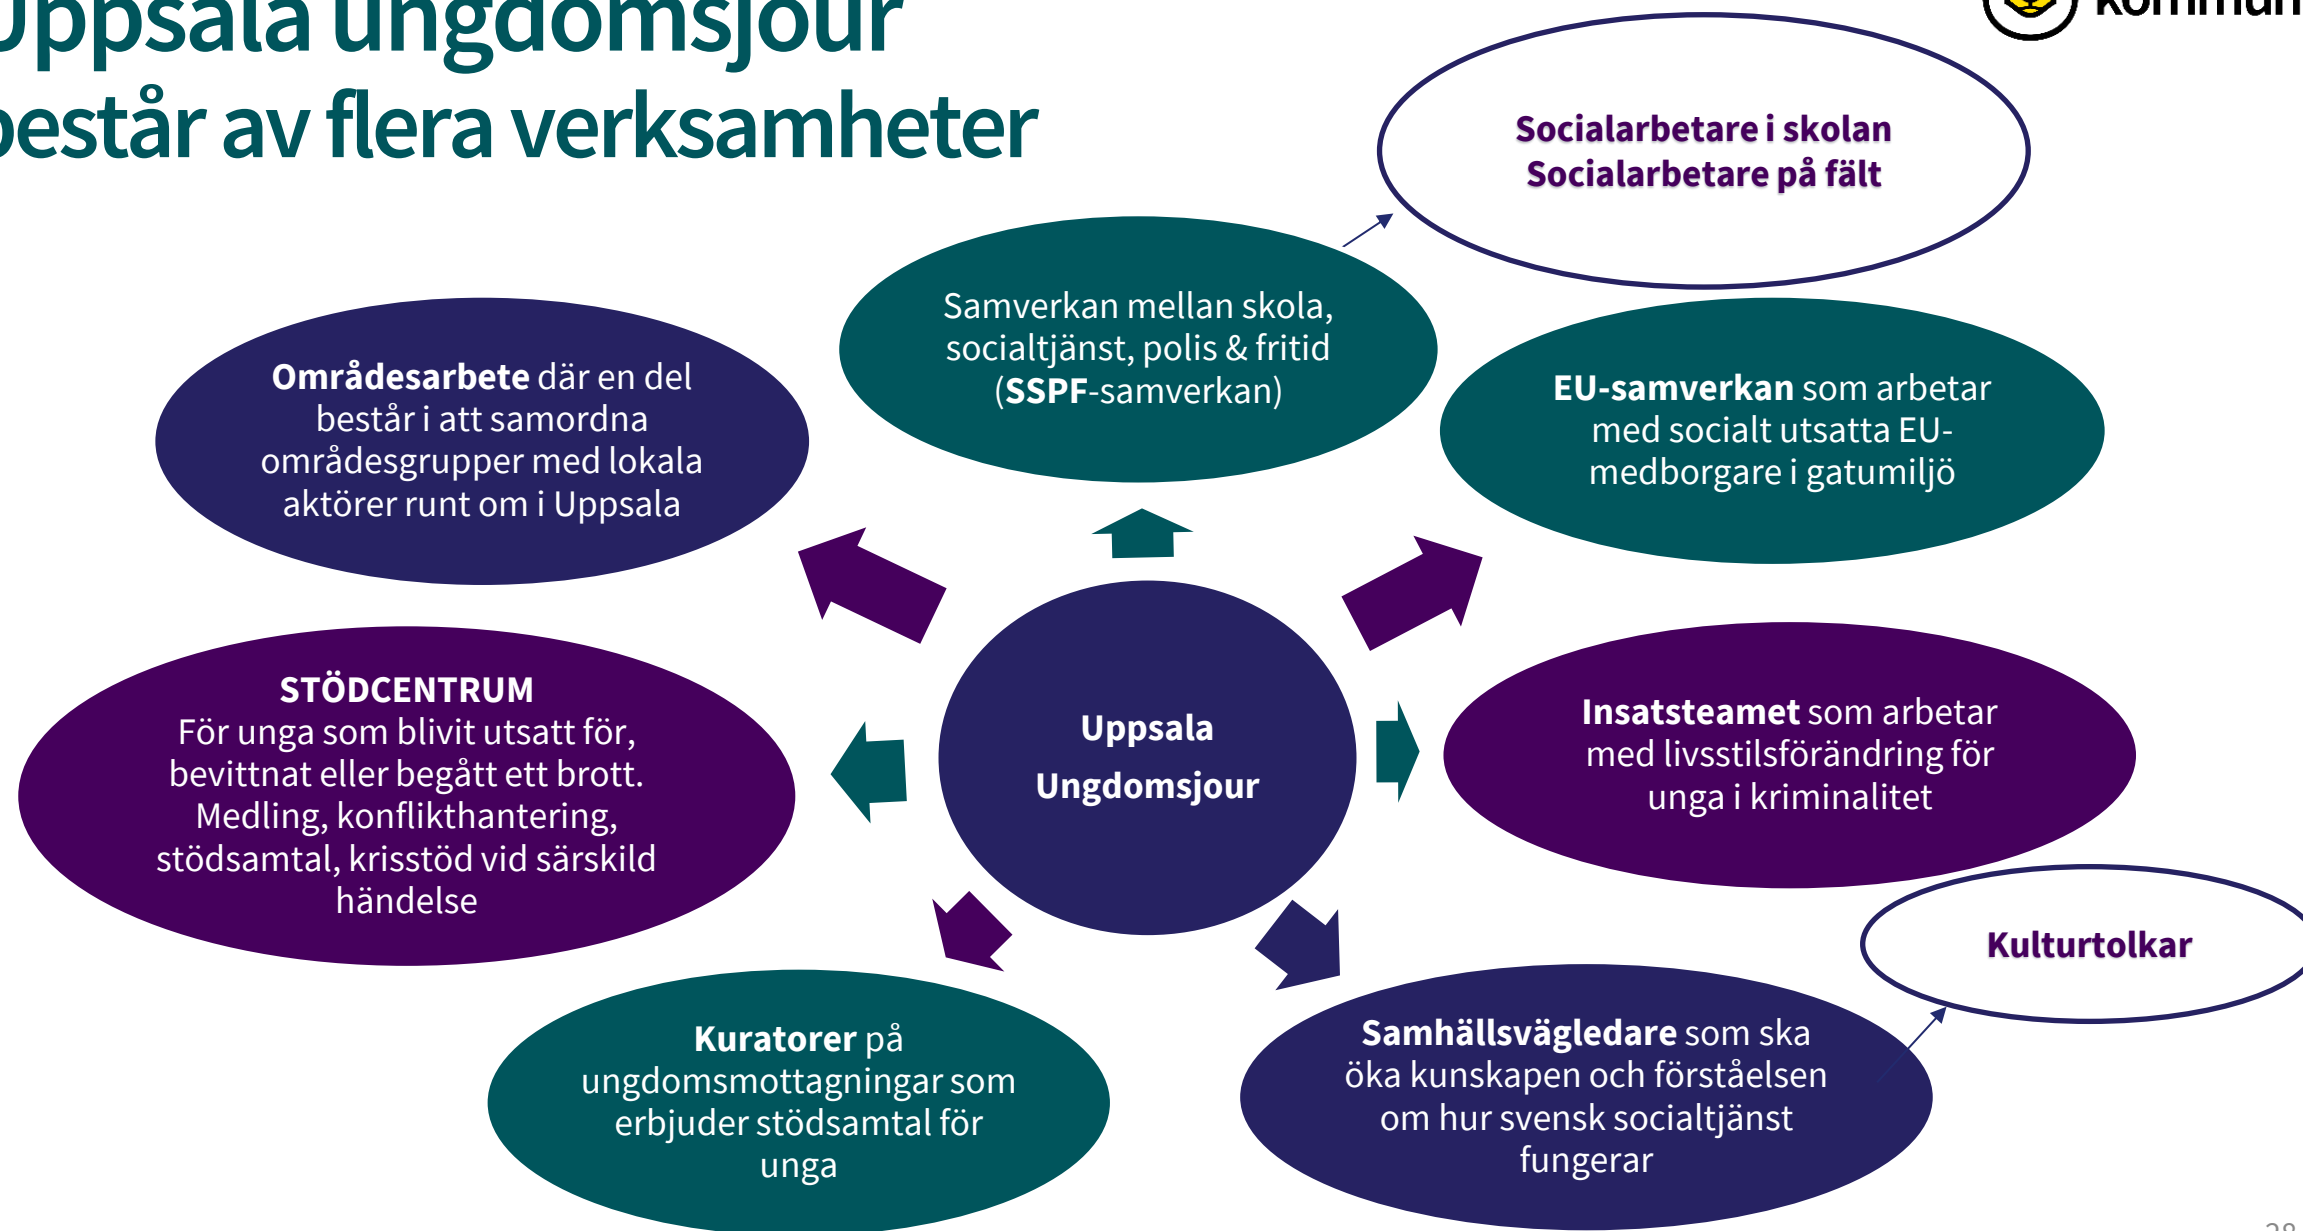 Uppsala ungdomsjour
består av flera verksamheter
kommun
Socialarbetare i skolan
Socialarbetare på fält
Samverkan mellan skola,
socialtjänst, polis & fritid
(SSPF-samverkan)
Områdesarbete där en del
består i att samordna
områdesgrupper med lokala
aktörer runt om i Uppsala
EU-samverkan som arbetar
med socialt utsatta EU-
medborgare i gatumiljö
STÖDCENTRUM
För unga som blivit utsatt för,
bevittnat eller begått ett brott.
Medling, konflikthantering,
stödsamtal, krisstöd vid särskild
händelse
Uppsala
Ungdomsjour
Insatsteamet som arbetar
med livsstilsförändring för
unga i kriminalitet
Kulturtolkar
Kuratorer på
ungdomsmottagningar som
erbjuder stödsamtal för
unga
Samhällsvägledare som ska
öka kunskapen och förståelsen
om hur svensk socialtjänst
fungerar